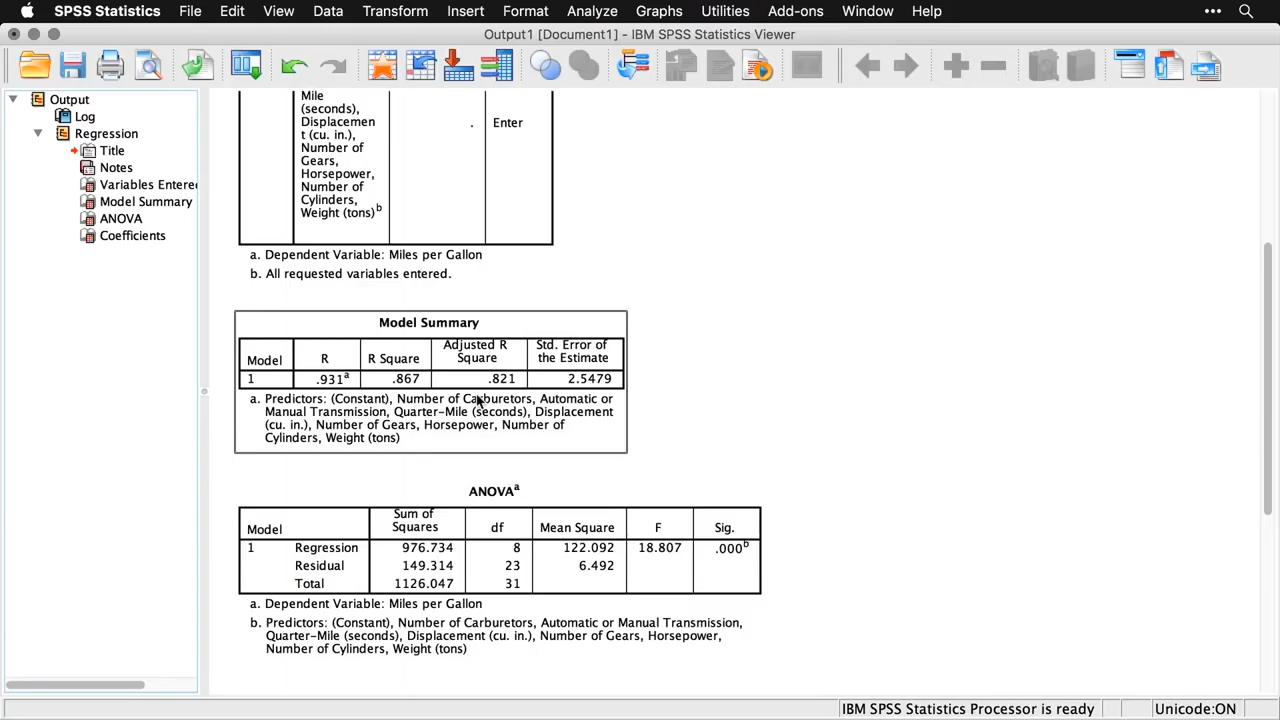 SPSS Statistics File Edit View Data Transform Insert Format Analyze Graphs Utilities Add-ons Window Help
Output1 [Document1] - IBM SPSS Statistics Viewer
Output
Log
Regression
Title
Notes
Variables Entere
Model Summary
ANOVA
Coefficients
Mile
(seconds),
Displacemen
t (cu. in.),
Number of
Gears,
Horsepower,
Number of
Cylinders,
Weight (tons)b
. Enter
a. Dependent Variable: Miles per Gallon
b. All requested variables entered.
Model Summary
Model R R Square Adjusted R Square Std. Error of the Estimate
1 .931a .867 .821 2.5479
a. Predictors: (Constant), Number of Carburetors, Automatic or
Manual Transmission, Quarter-Mile (seconds), Displacement
(cu. in.), Number of Gears, Horsepower, Number of
Cylinders, Weight (tons)
ANOVAa
Model Sum of Squares df Mean Square F Sig.
1 Regression 976.734 8 122.092 18.807 .000b
Residual 149.314 23 6.492
Total 1126.047 31
a. Dependent Variable: Miles per Gallon
b. Predictors: (Constant), Number of Carburetors, Automatic or Manual Transmission,
Quarter-Mile (seconds), Displacement (cu. in.), Number of Gears, Horsepower,
Number of Cylinders, Weight (tons)
IBM SPSS Statistics Processor is ready Unicode:ON